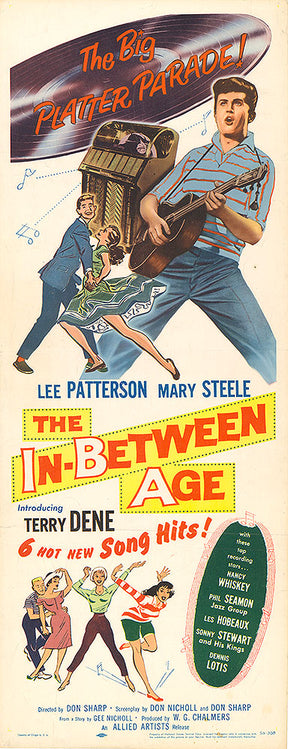 The Big
PLATTER PARADE!
LEE PATTERSON MARY STEELE
THE
IN-BETWEEN
AGE
Introducing
TERRY DENE
6 HOT NEW Song Hits!
with
these
top
recording
stars...
NANCY
WHISKEY
PHIL SEAMON
Jazz Group
LES HOBEAUX
SONNY STEWART
and His Kings
DENNIS
LOTIS
Directed by DON SHARP • Screenplay by DON NICHOLL and DON SHARP
From a Story by GEE NICHOLL • Produced by W. G. CHALMERS
An ALLIED ARTISTS Release